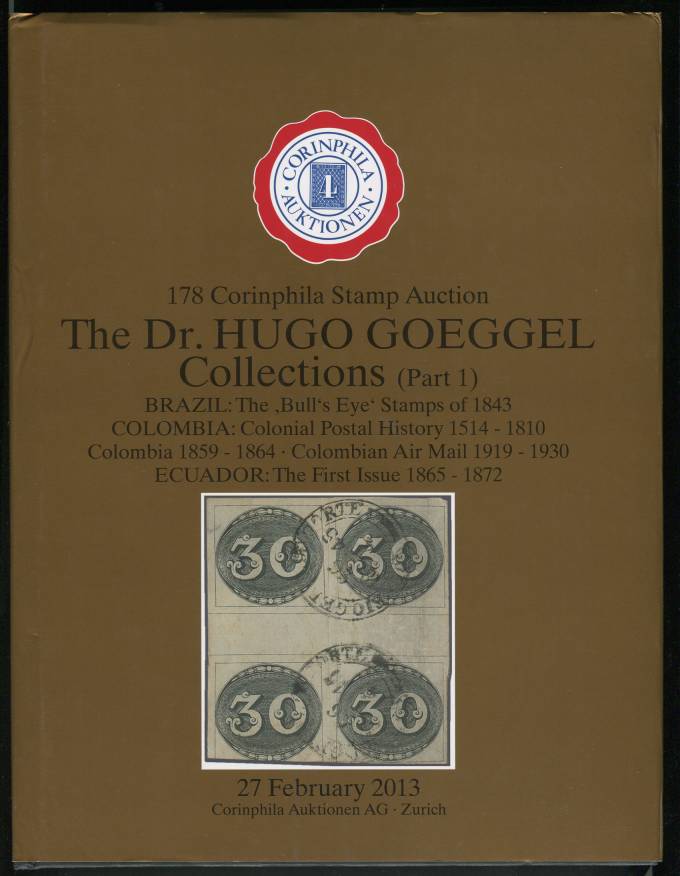 CORINPHILA
4
AUKTIONEN
178 Corinphila Stamp Auction
The Dr. HUGO GOEGGEL
Collections (Part 1)
BRAZIL: The ‚Bull‘s Eye‘ Stamps of 1843
COLOMBIA: Colonial Postal History 1514 - 1810
Colombia 1859 - 1864 · Colombian Air Mail 1919 - 1930
ECUADOR: The First Issue 1865 - 1872
30 30
30 30
27 February 2013
Corinphila Auktionen AG · Zurich